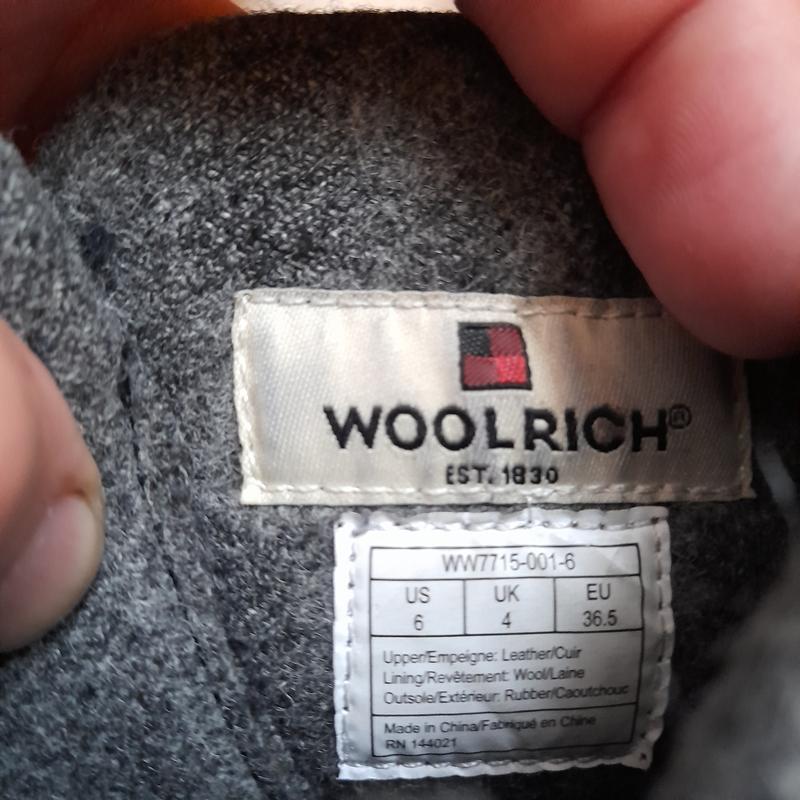 WOOLRICH®
EST. 1830
WW7715-001-6
US UK EU
6 4 36.5
Upper/Empeigne: Leather/Cuir
Lining/Revêtement: Wool/Laine
Outsole/Extérieur: Rubber/Caoutchouc
Made in China/Fabriqué en Chine
RN 144021